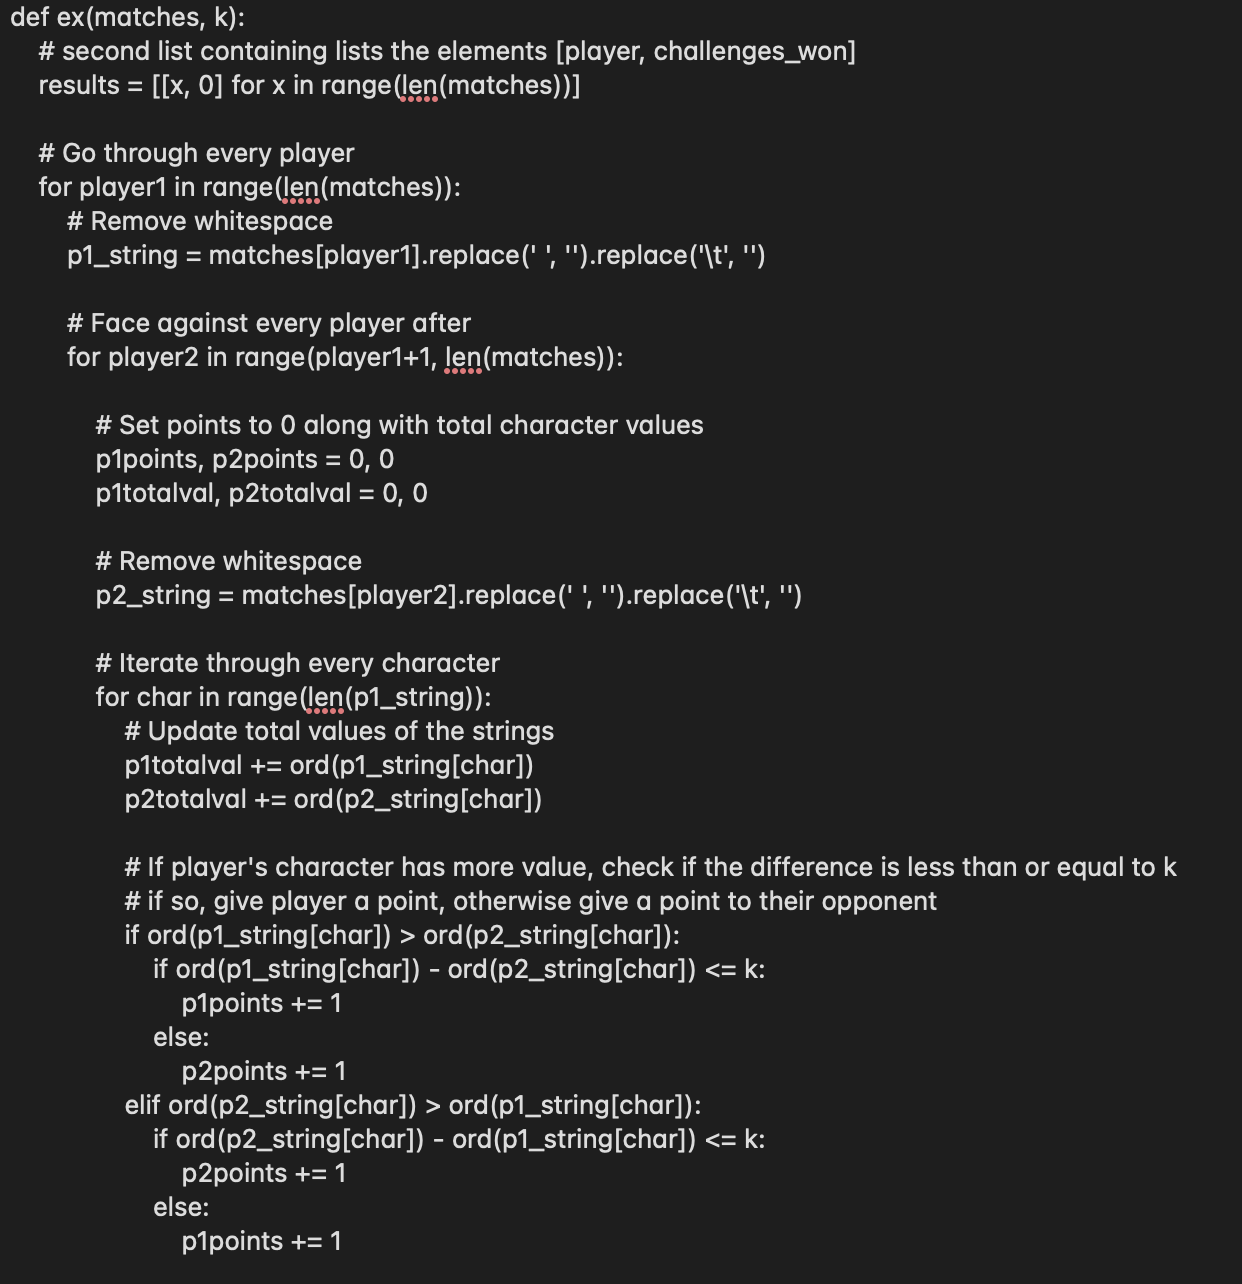 def ex(matches, k):
# second list containing lists the elements [player, challenges_won]
results = [[x, 0] for x in range(len(matches))]
# Go through every player
for player1 in range(len(matches)):
# Remove whitespace
p1_string = matches[player1].replace(' ', '').replace('\t', '')
# Face against every player after
for player2 in range(player1+1, len(matches)):
# Set points to 0 along with total character values
p1points, p2points = 0, 0
p1totalval, p2totalval = 0, 0
# Remove whitespace
p2_string = matches[player2].replace(' ', '').replace('\t', '')
# Iterate through every character
for char in range(len(p1_string)):
# Update total values of the strings
p1totalval += ord(p1_string[char])
p2totalval += ord(p2_string[char])
# If player's character has more value, check if the difference is less than or equal to k
# if so, give player a point, otherwise give a point to their opponent
if ord(p1_string[char]) > ord(p2_string[char]):
if ord(p1_string[char]) - ord(p2_string[char]) <= k:
p1points += 1
else:
p2points += 1
elif ord(p2_string[char]) > ord(p1_string[char]):
if ord(p2_string[char]) - ord(p1_string[char]) <= k:
p2points += 1
else:
p1points += 1